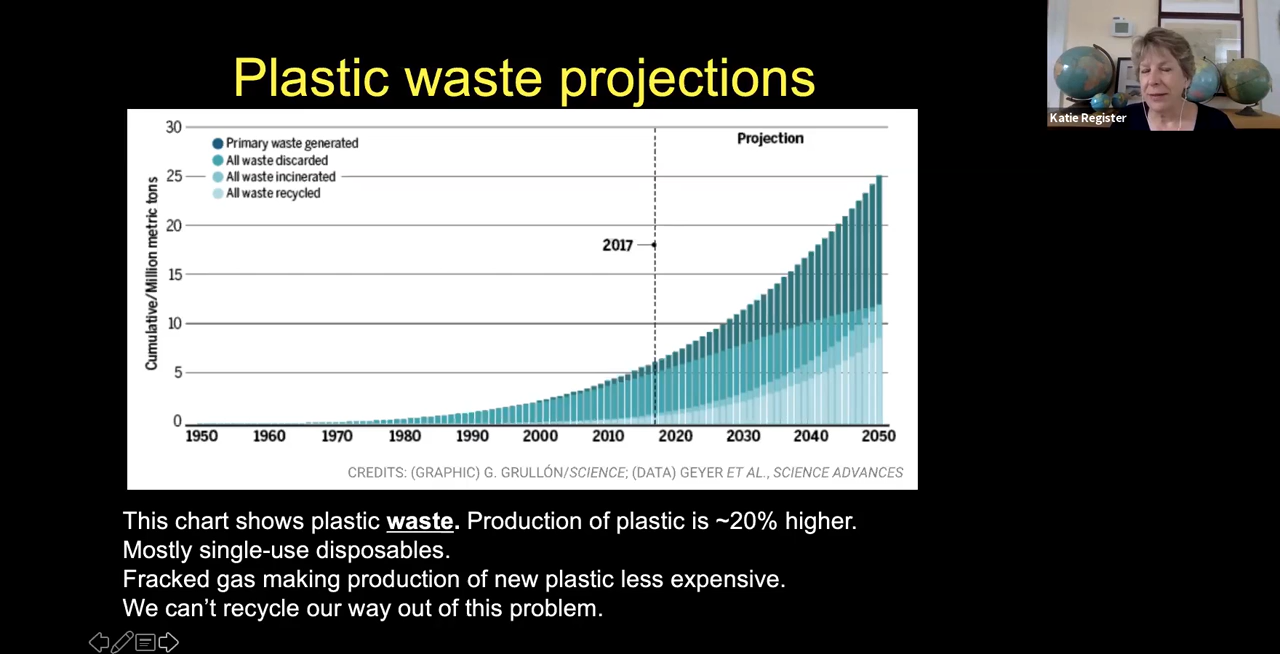 Plastic waste projections
Katie Register
30
25
20
15
10
5
0
Cumulative/Million metric tons
Primary waste generated
All waste discarded
All waste incinerated
All waste recycled
Projection
2017
1950 1960 1970 1980 1990 2000 2010 2020 2030 2040 2050
CREDITS: (GRAPHIC) G. GRULLÓN/SCIENCE; (DATA) GEYER ET AL., SCIENCE ADVANCES
This chart shows plastic waste. Production of plastic is ~20% higher.
Mostly single-use disposables.
Fracked gas making production of new plastic less expensive.
We can’t recycle our way out of this problem.